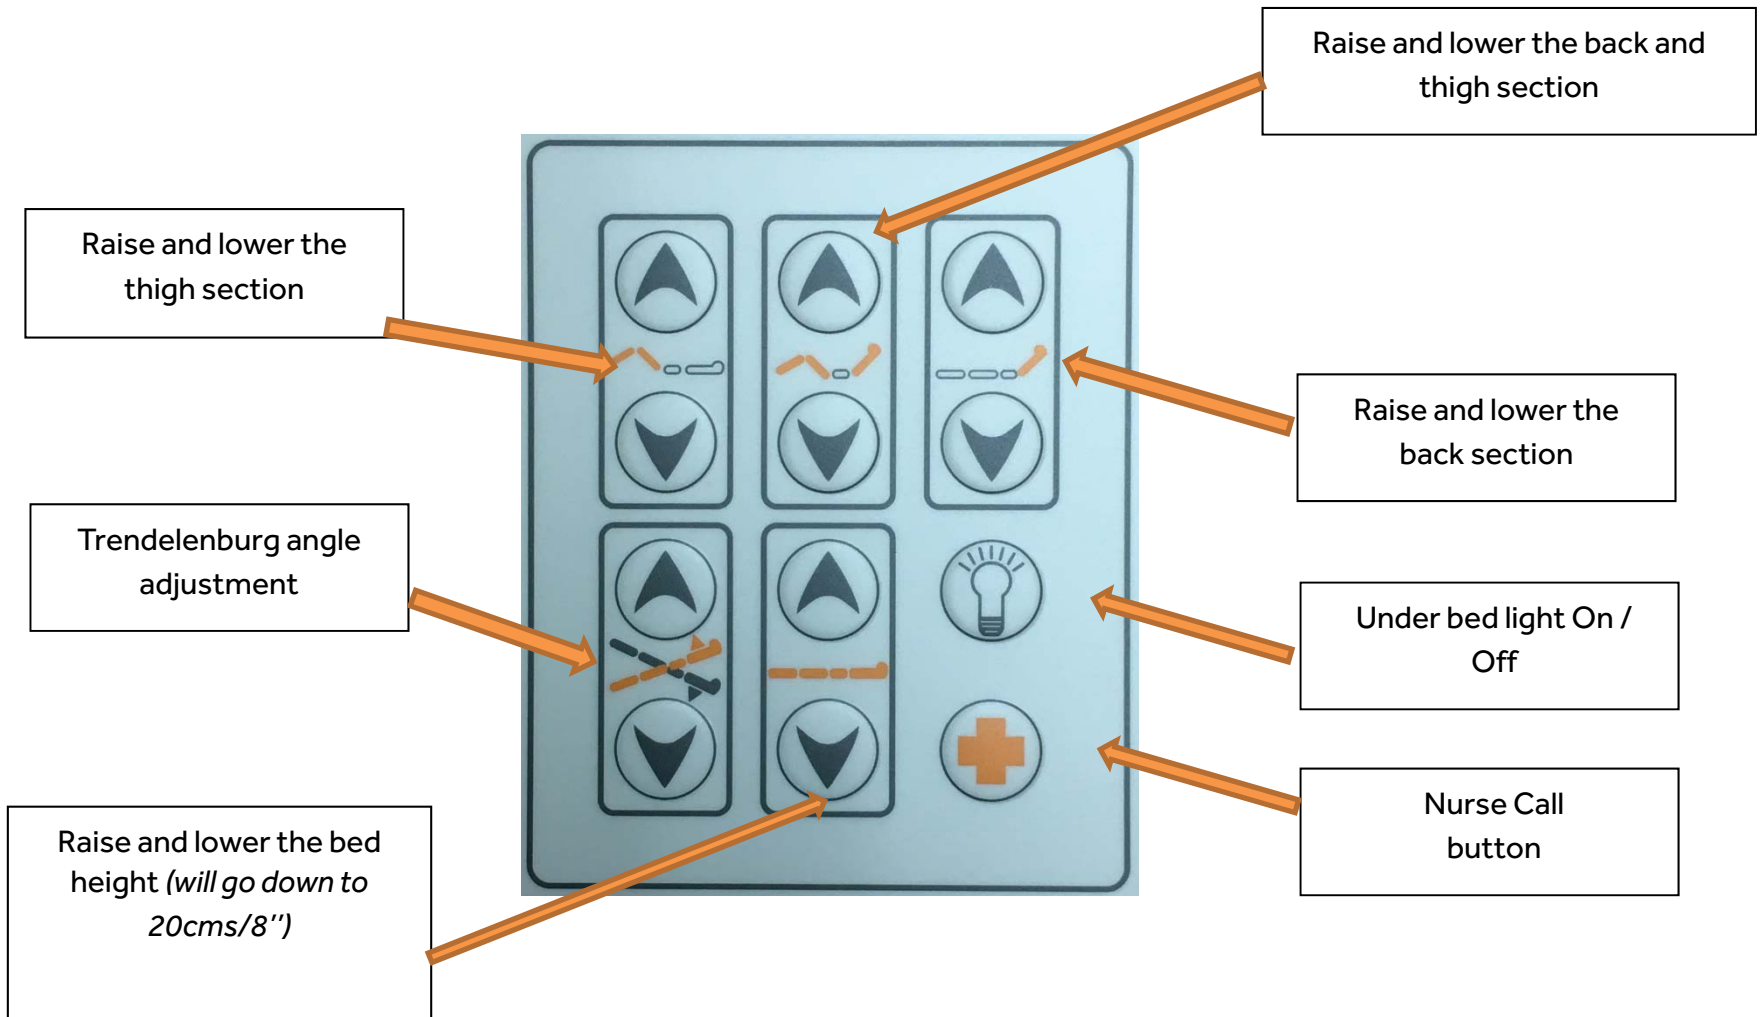 Raise and lower the back and
thigh section
Raise and lower the
thigh section
Raise and lower the
back section
Trendelenburg angle
adjustment
Under bed light On /
Off
Nurse Call
button
Raise and lower the bed
height (will go down to
20cms/8’’)